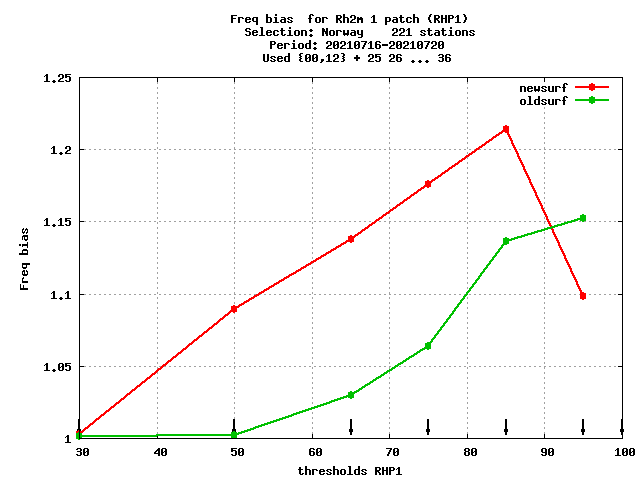 Freq bias  for Rh2m 1 patch (RHP1)
Selection: Norway    221 stations
Period: 20210716-20210720
Used {00,12} + 25 26 ... 36
newsurf
oldsurf
1.25
1.2
1.15
1.1
1.05
1
Freq bias
30 40 50 60 70 80 90 100
thresholds RHP1